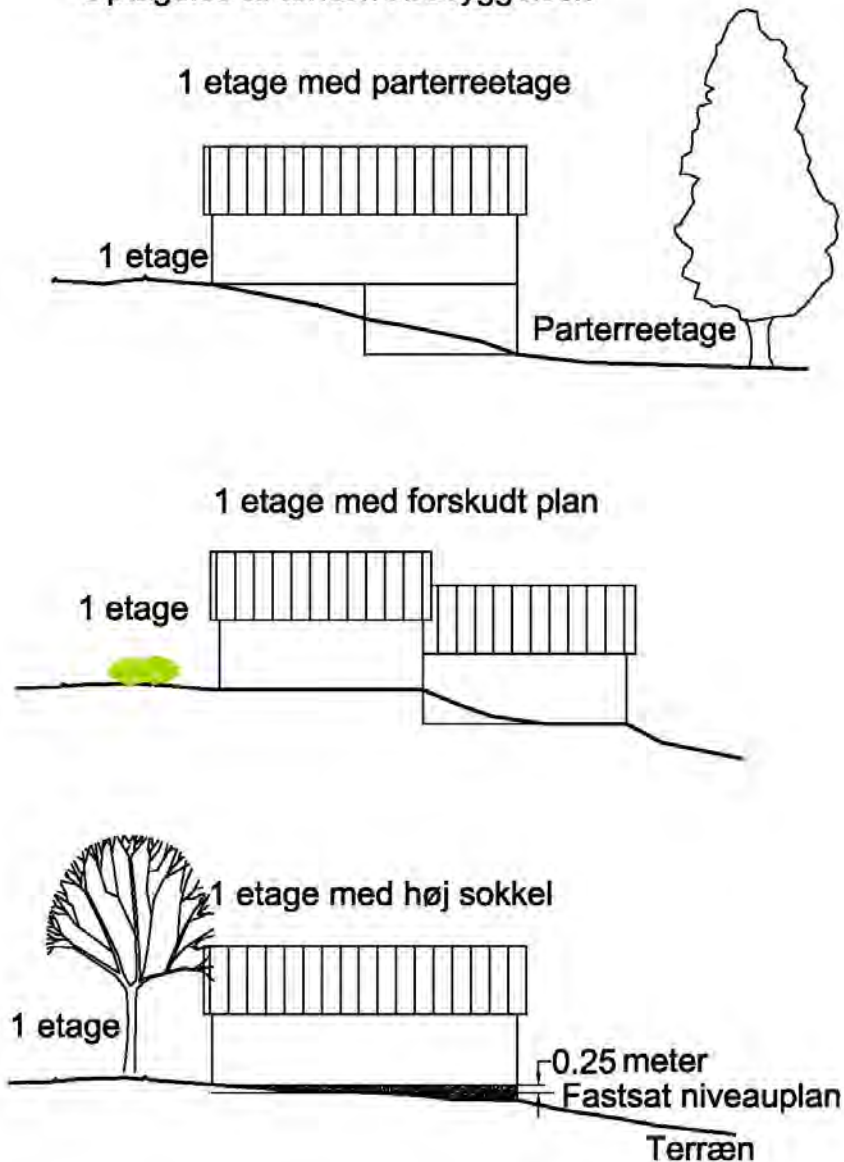 1 etage med parterreetage
1 etage
Parterreetage
1 etage med forskudt plan
1 etage
1 etage med høj sokkel
1 etage
0.25 meter
Fastsat niveauplan
Terræn